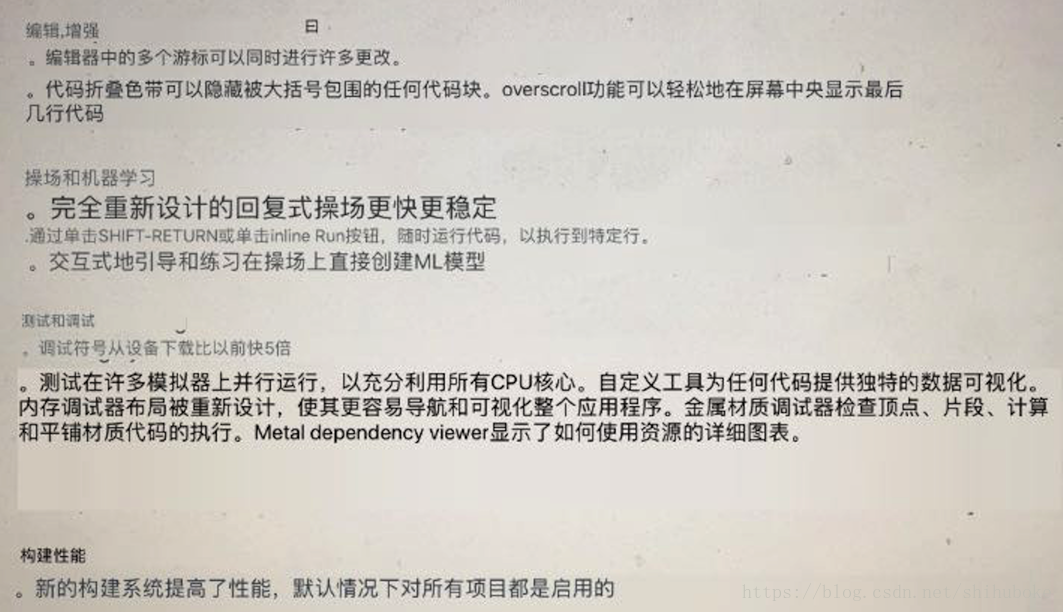 编辑,增强
日
。编辑器中的多个游标可以同时进行许多更改。
。代码折叠色带可以隐藏被大括号包围的任何代码块。overscroll功能可以轻松地在屏幕中央显示最后
几行代码
操场和机器学习
。完全重新设计的回复式操场更快更稳定
.通过单击SHIFT-RETURN或单击inline Run按钮，随时运行代码，以执行到特定行。
。交互式地引导和练习在操场上直接创建ML模型
测试和调试
。调试符号从设备下载比以前快5倍
。测试在许多模拟器上并行运行，以充分利用所有CPU核心。自定义工具为任何代码提供独特的数据可视化。
内存调试器布局被重新设计，使其更容易导航和可视化整个应用程序。金属材质调试器检查顶点、片段、计算
和平铺材质代码的执行。Metal dependency viewer显示了如何使用资源的详细图表。
构建性能
。新的构建系统提高了性能，默认情况下对所有项目都是启用的